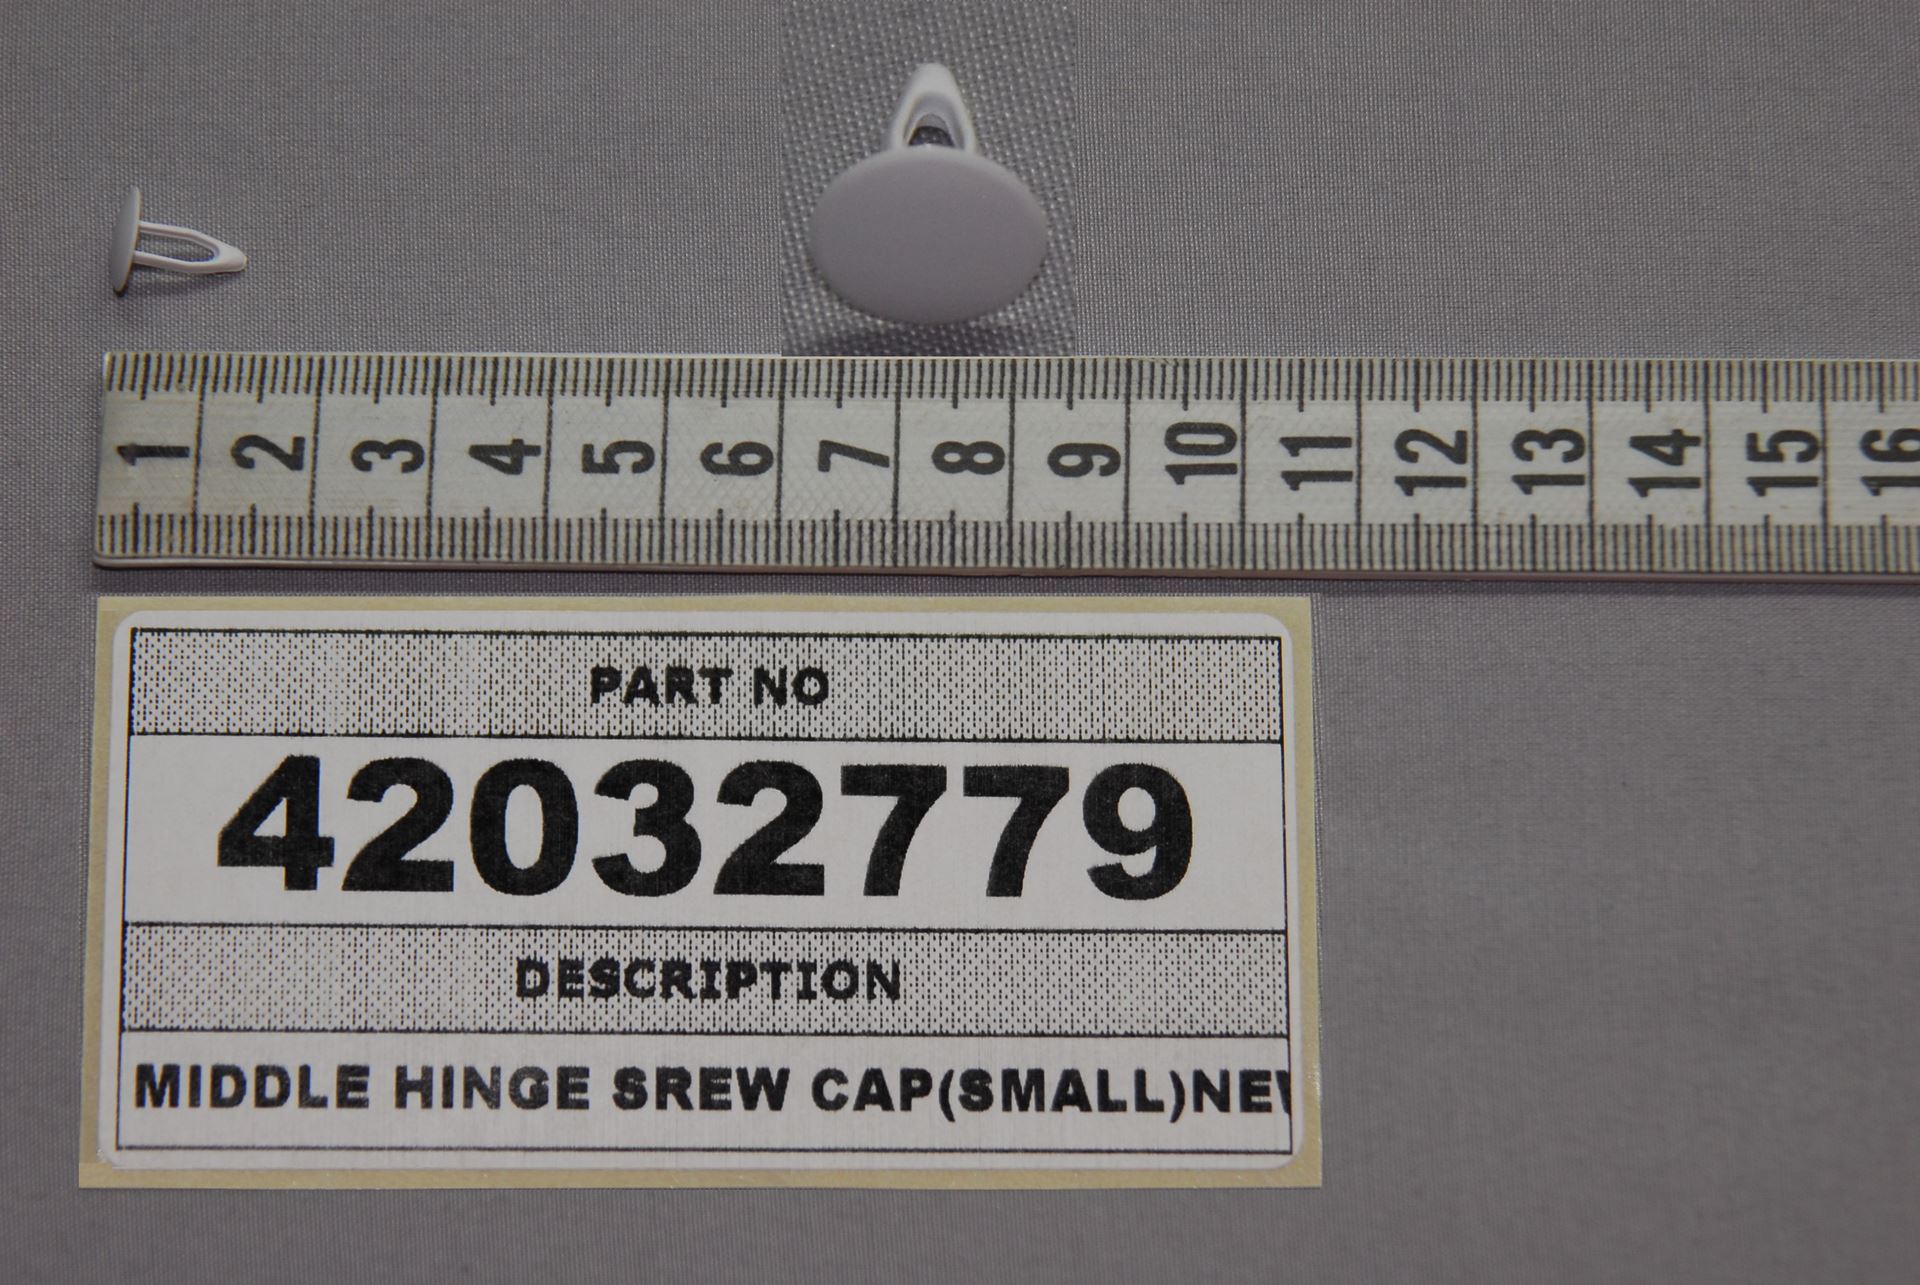 1 2 3 4 5 6 7 8 9 10 11 12 13 14 15 16
PART NO
42032779
DESCRIPTION
MIDDLE HINGE SREW CAP(SMALL)NEW